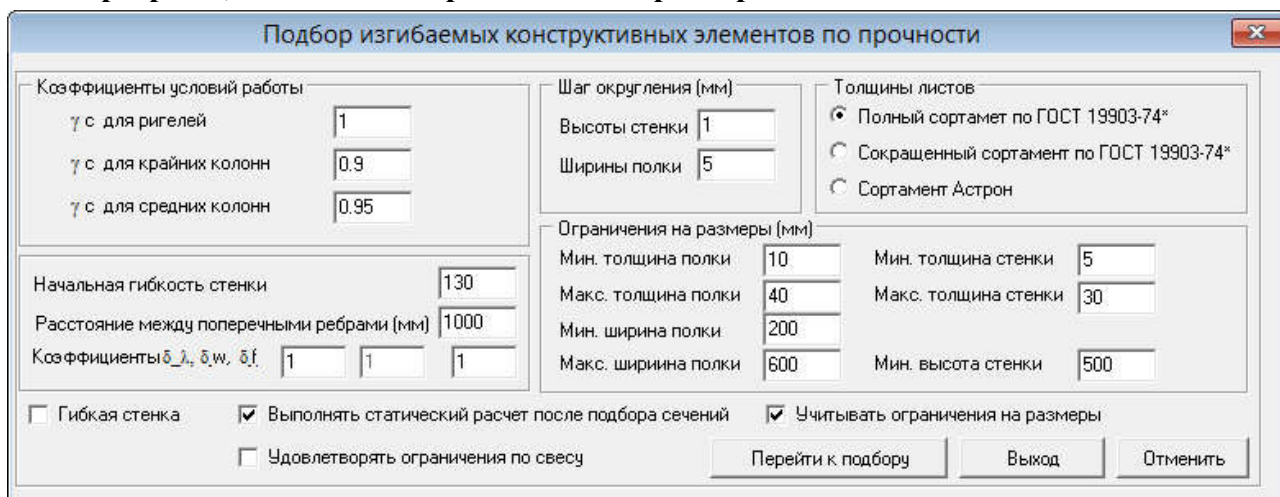 Подбор изгибаемых конструктивных элементов по прочности
Коэффициенты условий работы
γ с для ригелей 1
γ с для крайних колонн 0.9
γ с для средних колонн 0.95
Шаг округления (мм)
Высоты стенки 1
Ширины полки 5
Толщины листов
Полный сортамет по ГОСТ 19903-74*
Сокращенный сортамент по ГОСТ 19903-74*
Сортамент Астрон
Начальная гибкость стенки 130
Расстояние между поперечными ребрами (мм) 1000
Коэффициенты δ_λ, δ_w, δ_f 1 1 1
Ограничения на размеры (мм)
Мин. толщина полки 10 Мин. толщина стенки 5
Макс. толщина полки 40 Макс. толщина стенки 30
Мин. ширина полки 200
Макс. шириина полки 600 Мин. высота стенки 500
Гибкая стенка Выполнять статический расчет после подбора сечений Учитывать ограничения на размеры
Удовлетворять ограничения по свесу Перейти к подбору Выход Отменить